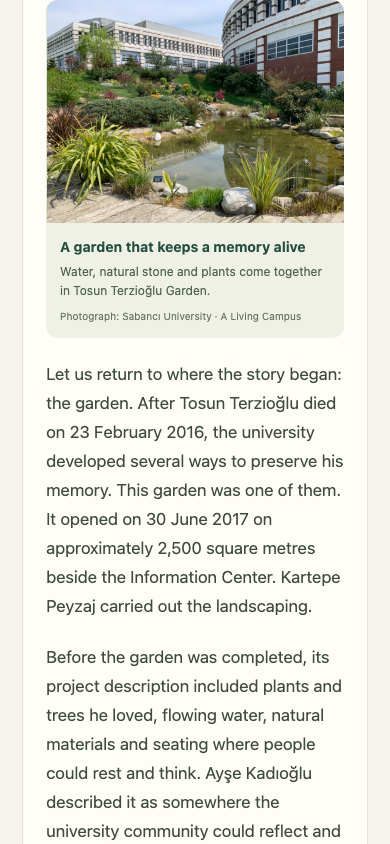 A garden that keeps a memory alive
Water, natural stone and plants come together
in Tosun Terzioğlu Garden.
Photograph: Sabancı University · A Living Campus
Let us return to where the story began:
the garden. After Tosun Terzioğlu died
on 23 February 2016, the university
developed several ways to preserve his
memory. This garden was one of them.
It opened on 30 June 2017 on
approximately 2,500 square metres
beside the Information Center. Kartepe
Peyzaj carried out the landscaping.
Before the garden was completed, its
project description included plants and
trees he loved, flowing water, natural
materials and seating where people
could rest and think. Ayşe Kadıoğlu
described it as somewhere the
university community could reflect and